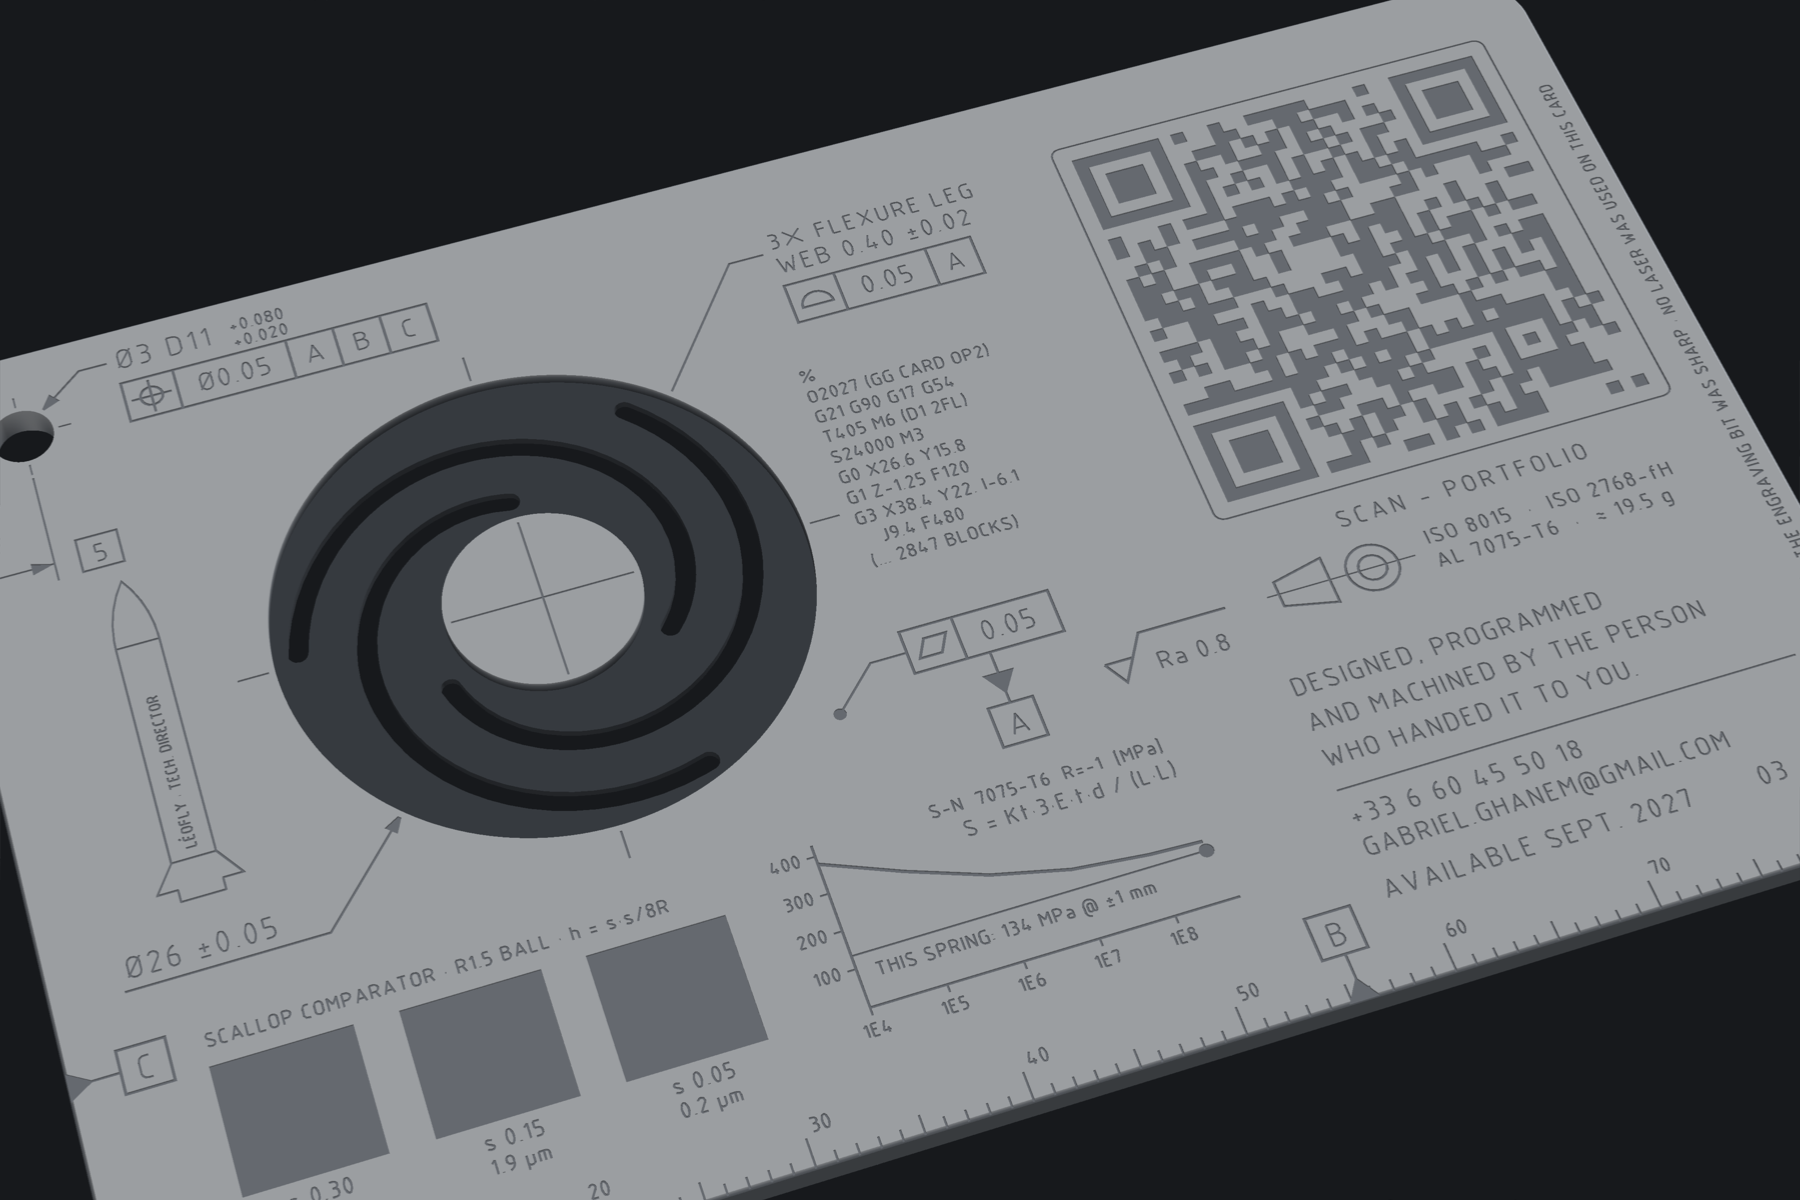 Ø3 D11 +0.080 +0.020
Ø0.05 A B C
3X FLEXURE LEG
WEB 0.40 ±0.02
0.05 A
%
O2027 (GG CARD OP2)
G21 G90 G17 G54
T405 M6 (D1 2FL)
S24000 M3
G0 X26.6 Y15.8
G1 Z-1.25 F120
G3 X38.4 Y22. I-6.1
J9.4 F480
(... 2847 BLOCKS)
SCAN - PORTFOLIO
ISO 8015 · ISO 2768-fH
AL 7075-T6 · ≈ 19.5 g
THE ENGRAVING BIT WAS SHARP. NO LASER WAS USED ON THIS CARD
5
LÉOFLY · TECH DIRECTOR
Ø26 ±0.05
0.05
A
Ra 0.8
DESIGNED, PROGRAMMED
AND MACHINED BY THE PERSON
WHO HANDED IT TO YOU.
+33 6 60 45 50 18
GABRIEL.GHANEM@GMAIL.COM
AVAILABLE SEPT. 2027
03
S-N 7075-T6 R=-1 [MPa]
S = Kt·3·E·t·d / (L·L)
400
300
200
100
THIS SPRING: 134 MPa @ ±1 mm
1E4 1E5 1E6 1E7 1E8
SCALLOP COMPARATOR · R1.5 BALL · h = s·s/8R
0.30
s 0.15
1.9 µm
s 0.05
0.2 µm
C
B
20 30 40 50 60 70